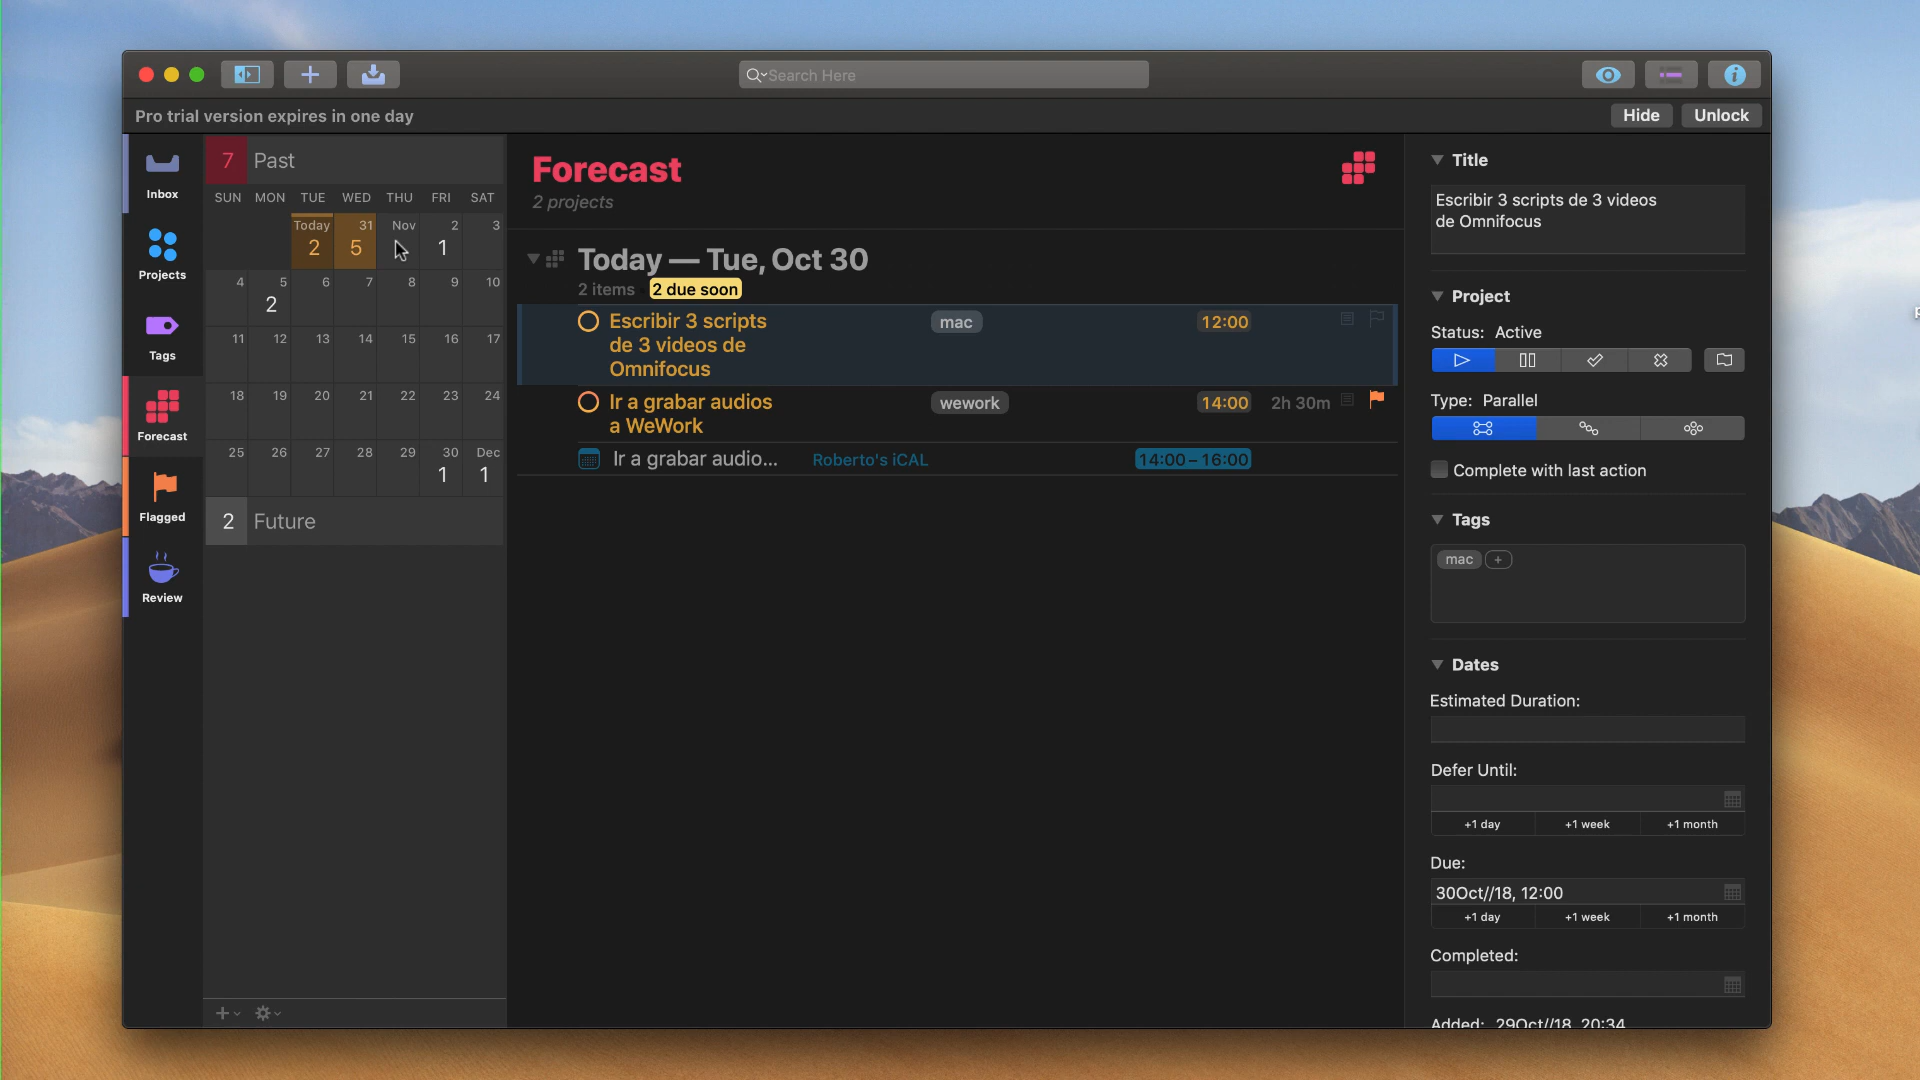 Search Here
Pro trial version expires in one day
Hide
Unlock
Inbox
Projects
Tags
Forecast
Flagged
Review
7 Past
SUN MON TUE WED THU FRI SAT
Today 31 Nov 2 3
2 5 1
4 5 6 7 8 9 10
2
11 12 13 14 15 16 17
18 19 20 21 22 23 24
25 26 27 28 29 30 Dec
1 1
2 Future
Forecast
2 projects
Today — Tue, Oct 30
2 items 2 due soon
Escribir 3 scripts mac 12:00
de 3 videos de
Omnifocus
Ir a grabar audios wework 14:00 2h 30m
a WeWork
Ir a grabar audio... Roberto's iCAL 14:00–16:00
Title
Escribir 3 scripts de 3 videos
de Omnifocus
Project
Status: Active
Type: Parallel
Complete with last action
Tags
mac +
Dates
Estimated Duration:
Defer Until:
+1 day +1 week +1 month
Due:
30Oct//18, 12:00
+1 day +1 week +1 month
Completed:
Added: 29Oct//18, 20:34